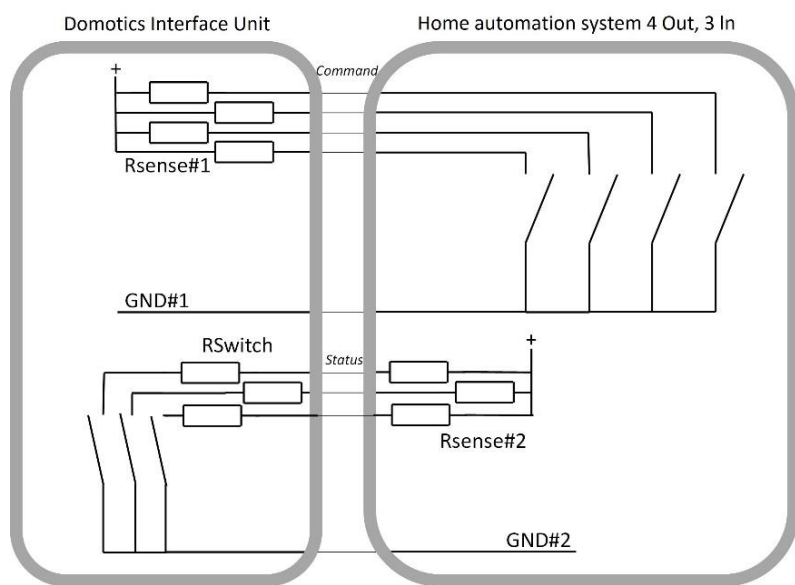 Domotics Interface Unit
Home automation system 4 Out, 3 In
+
Command
Rsense#1
GND#1
RSwitch
Status
+
Rsense#2
GND#2